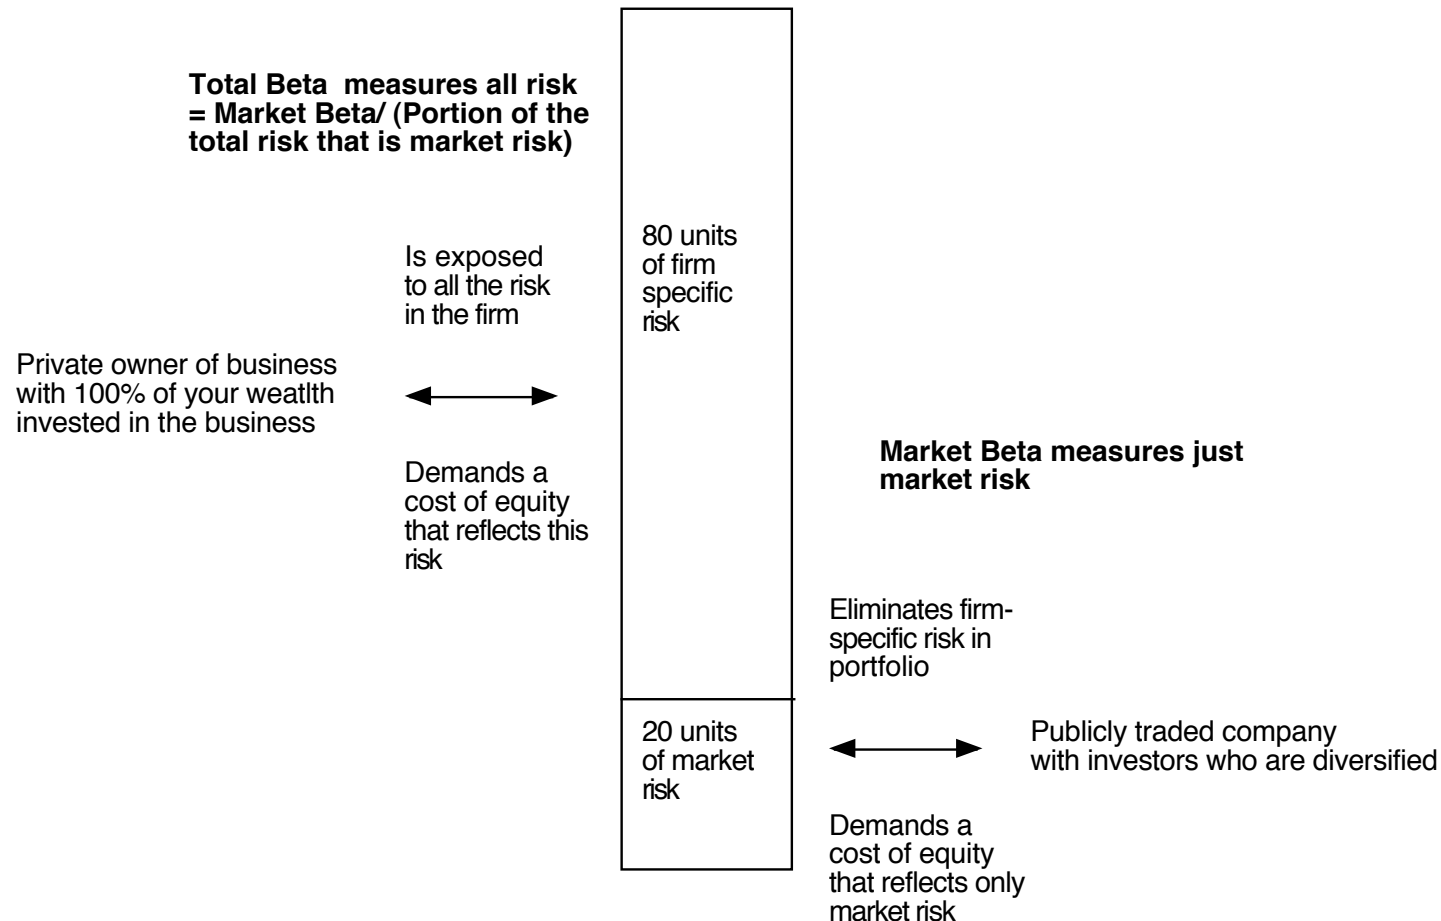 Total Beta measures all risk
= Market Beta/ (Portion of the
total risk that is market risk)
80 units
of firm
specific
risk
Is exposed
to all the risk
in the firm
Private owner of business
with 100% of your weatlth
invested in the business
Demands a
cost of equity
that reflects this
risk
Market Beta measures just
market risk
Eliminates firm-
specific risk in
portfolio
20 units
of market
risk
Publicly traded company
with investors who are diversified
Demands a
cost of equity
that reflects only
market risk